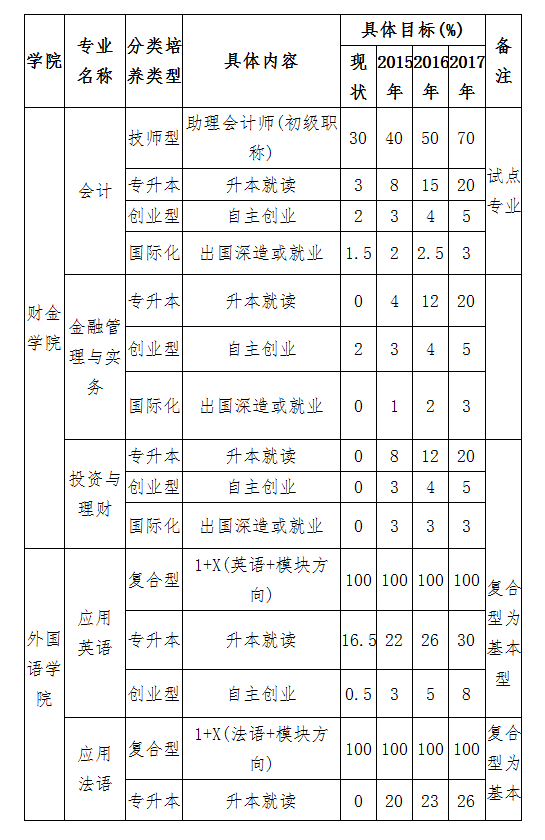 学院 专业名称 分类培养类型 具体内容 具体目标(%) 备注
现状 2015年 2016年 2017年
财金学院 会计 技师型 助理会计师(初级职称) 30 40 50 70 试点专业
专升本 升本就读 3 8 15 20
创业型 自主创业 2 3 4 5
国际化 出国深造或就业 1.5 2 2.5 3
金融管理与实务 专升本 升本就读 0 4 12 20
创业型 自主创业 2 3 4 5
国际化 出国深造或就业 0 1 2 3
投资与理财 专升本 升本就读 0 8 12 20
创业型 自主创业 0 3 4 5
国际化 出国深造或就业 0 3 3 3
外国语学院 应用英语 复合型 1+X(英语+模块方向) 100 100 100 100 复合型为基本型
专升本 升本就读 16.5 22 26 30
创业型 自主创业 0.5 3 5 8
应用法语 复合型 1+X(法语+模块方向) 100 100 100 100 复合型为基本
专升本 升本就读 0 20 23 26